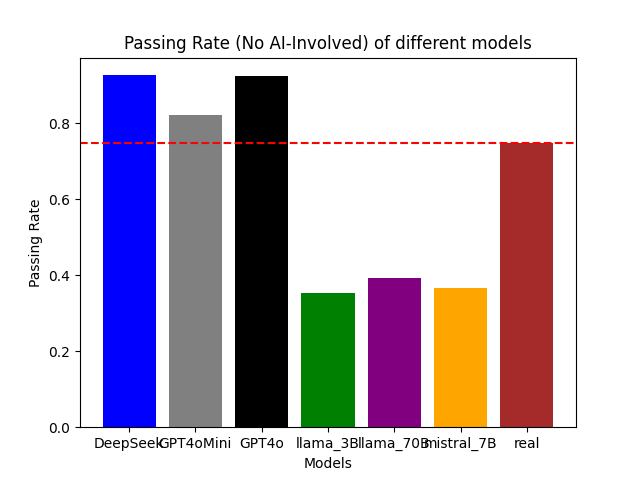 Passing Rate (No AI-Involved) of different models
Passing Rate
0.8
0.6
0.4
0.2
0.0
DeepSeek GPT4oMini GPT4o llama_3B llama_70B mistral_7B real
Models